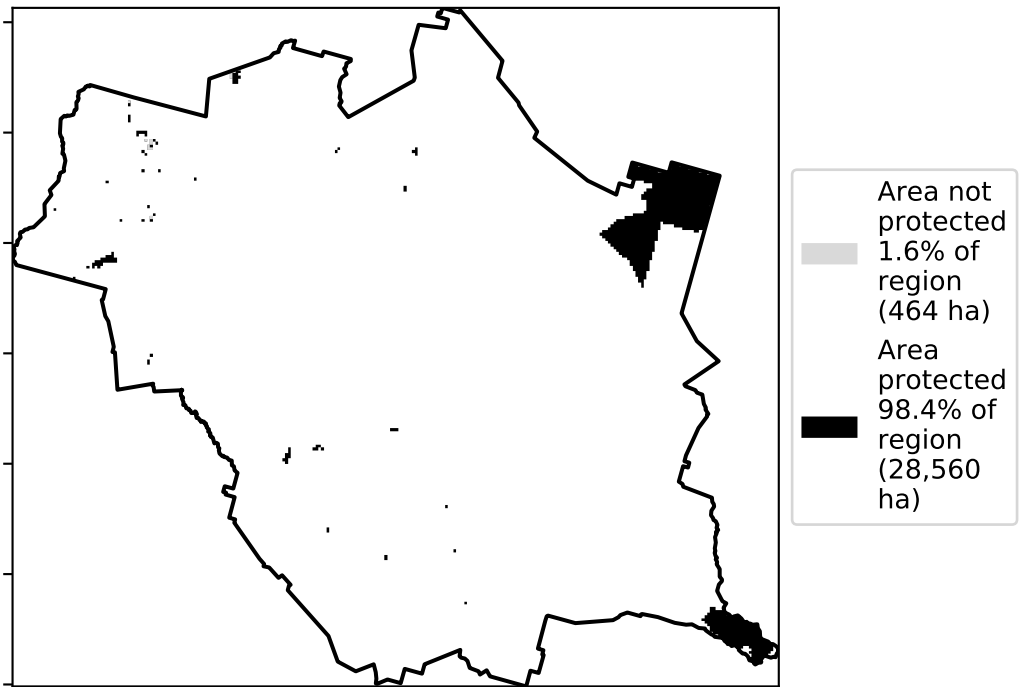 Area not
protected
1.6% of
region
(464 ha)
Area
protected
98.4% of
region
(28,560
ha)